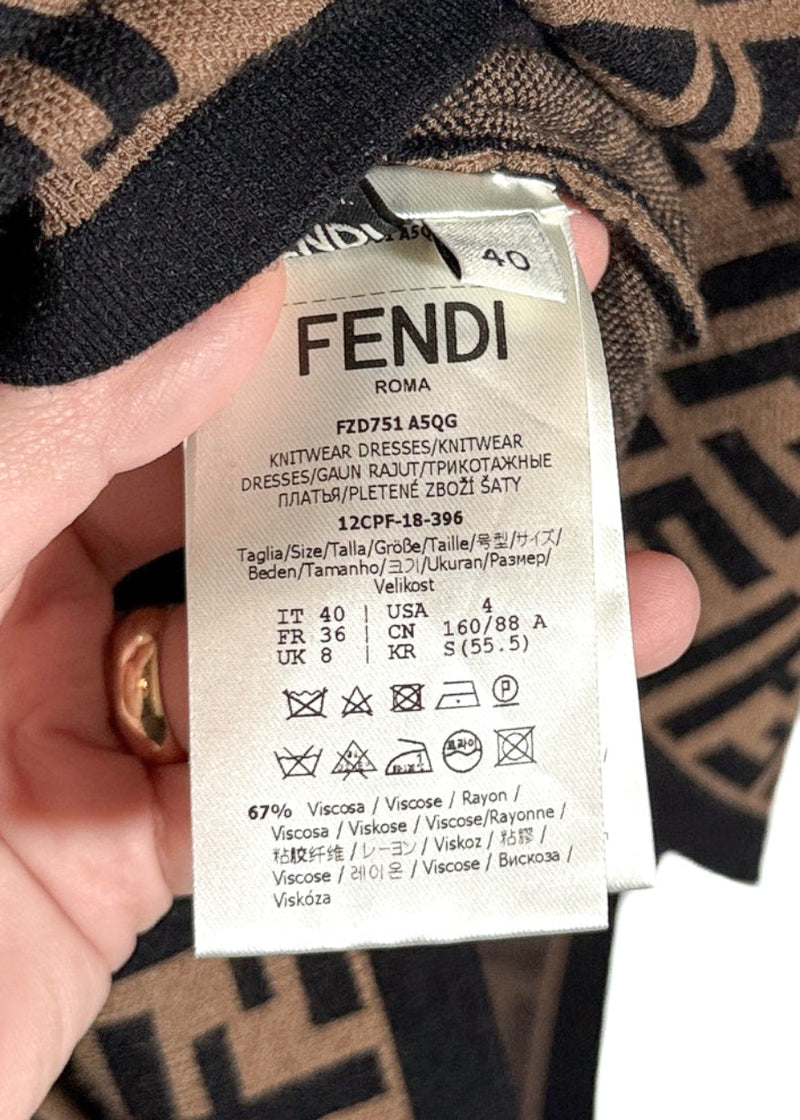 40
FENDI
ROMA
FZD751 A5QG
KNITWEAR DRESSES/KNITWEAR
DRESSES/GAUN RAJUT/ТРИКОТАЖНЫЕ
ПЛАТЬЯ/PLETENÉ ZBOŽÍ ŠATY
12CPF-18-396
Taglia/Size/Talla/Größe/Taille/号型/サイズ/
Beden/Tamanho/크기/Ukuran/Размер/
Velikost
IT 40 | USA 4
FR 36 | CN 160/88 A
UK 8 | KR S(55.5)
P
드라이
67% Viscosa / Viscose / Rayon /
Viscosa / Viskose / Viscose/Rayonne /
粘胶纤维 / レーヨン / Viskoz / 粘膠 /
Viscose / 레이온 / Viscose / Вискоза /
Viskóza